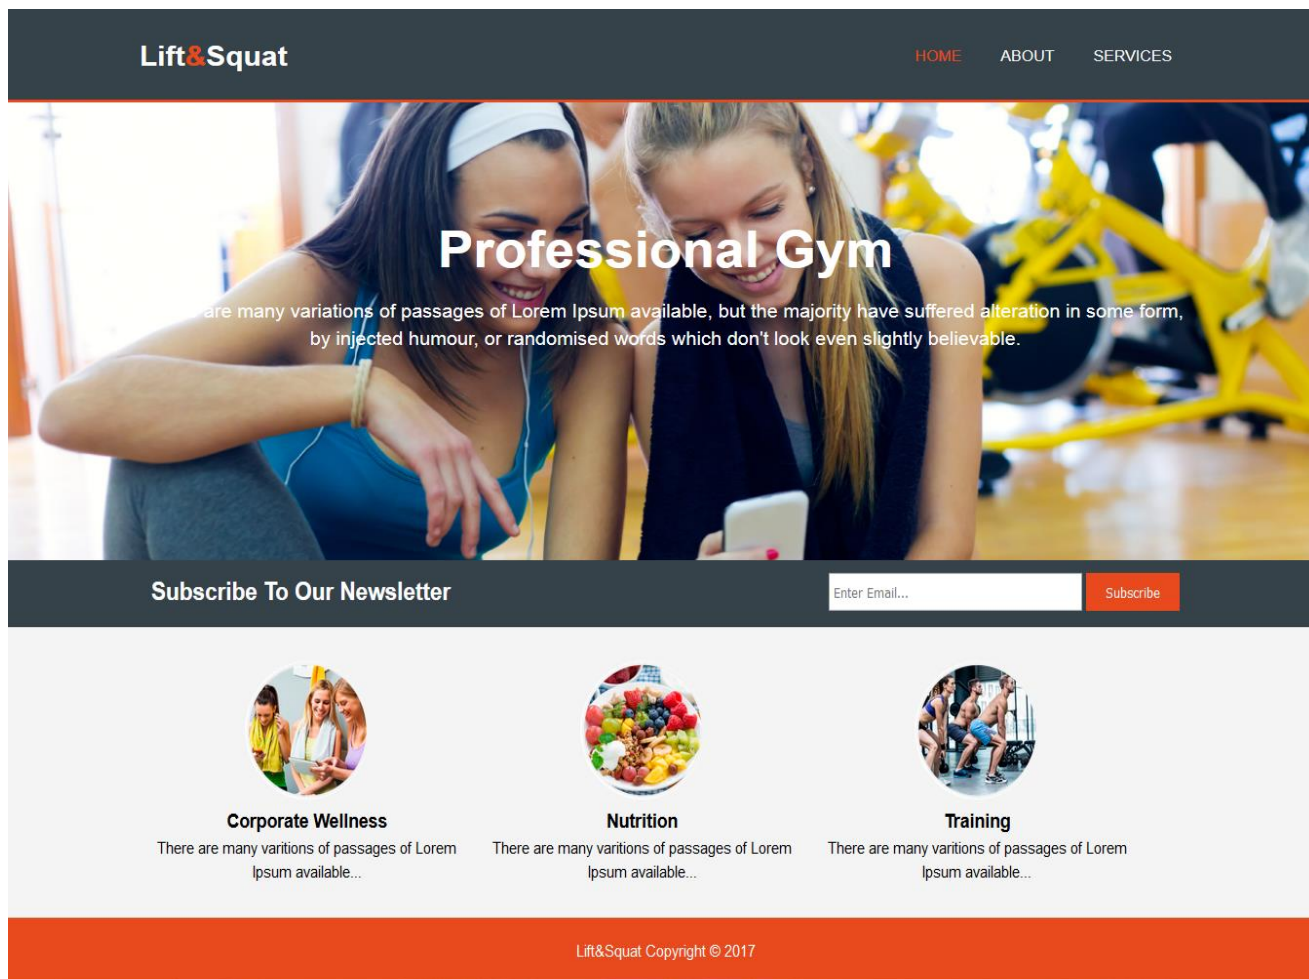 Lift&Squat
HOME ABOUT SERVICES
Professional Gym
are many variations of passages of Lorem Ipsum available, but the majority have suffered alteration in some form,
by injected humour, or randomised words which don't look even slightly believable.
Subscribe To Our Newsletter
Enter Email...
Subscribe
Corporate Wellness
There are many varitions of passages of Lorem
Ipsum available...
Nutrition
There are many varitions of passages of Lorem
Ipsum available...
Training
There are many varitions of passages of Lorem
Ipsum available...
Lift&Squat Copyright © 2017